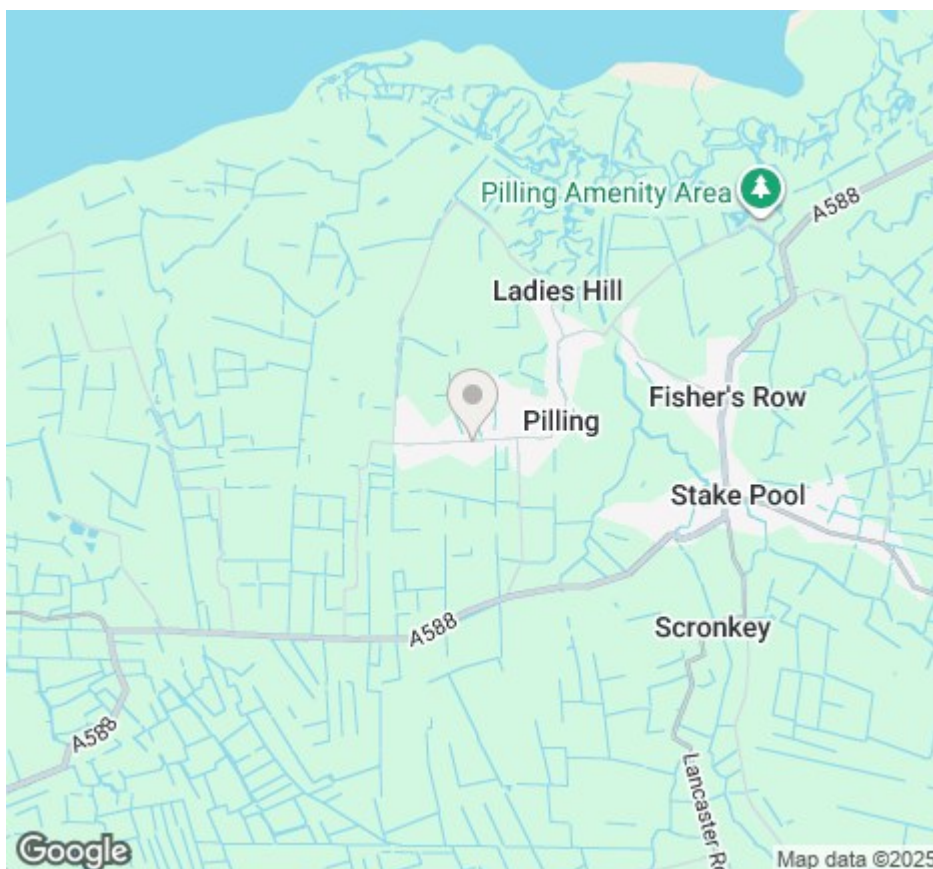 Pilling Amenity Area
A588
Ladies Hill
Fisher's Row
Pilling
Stake Pool
A588
Scronkey
A588
Lancaster R
Google
Map data ©2025